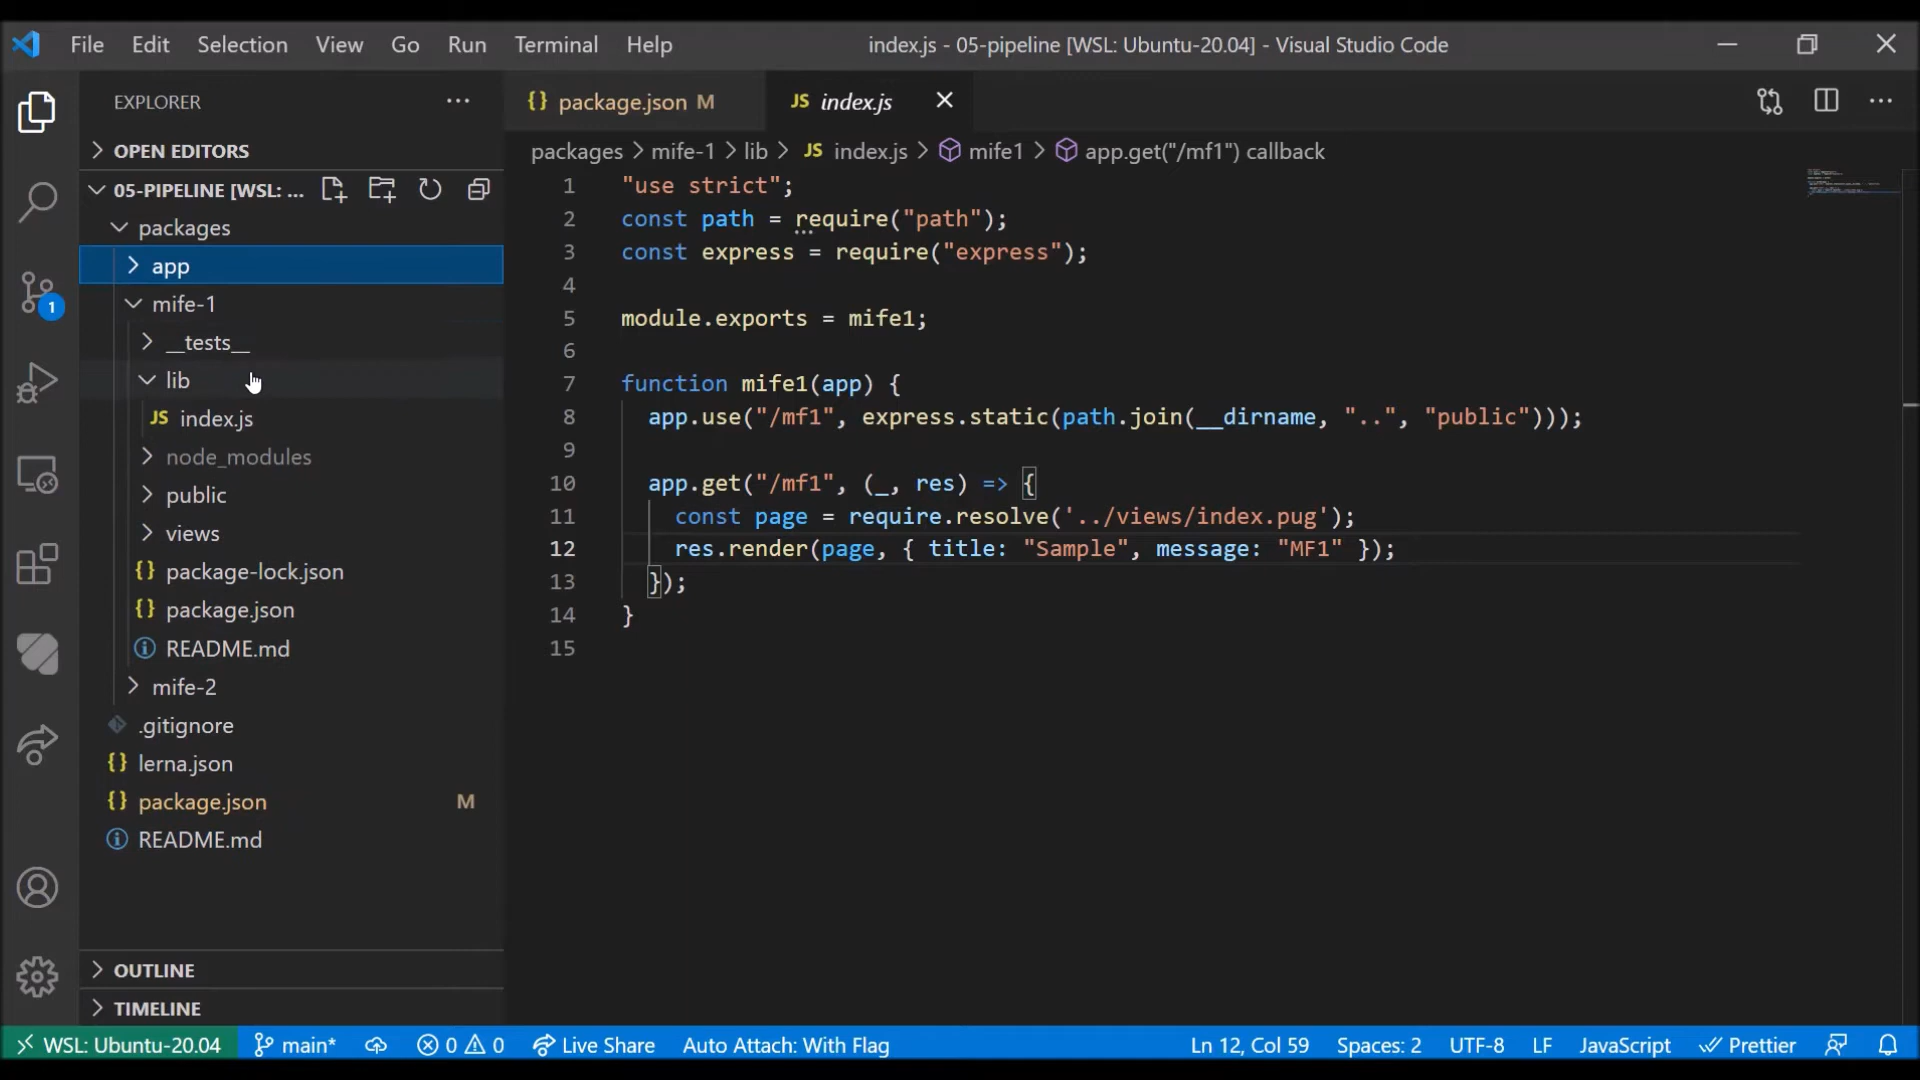 File Edit Selection View Go Run Terminal Help index.js - 05-pipeline [WSL: Ubuntu-20.04] - Visual Studio Code
EXPLORER
OPEN EDITORS
05-PIPELINE [WSL: ...
packages
app
mife-1
__tests__
lib
JS index.js
node_modules
public
views
{} package-lock.json
{} package.json
README.md
mife-2
.gitignore
{} lerna.json
{} package.json M
README.md
OUTLINE
TIMELINE
1
{} package.json M JS index.js
packages > mife-1 > lib > JS index.js > mife1 > app.get("/mf1") callback
1 "use strict";
2 const path = require("path");
3 const express = require("express");
4
5 module.exports = mife1;
6
7 function mife1(app) {
8 app.use("/mf1", express.static(path.join(__dirname, "..", "public")));
9
10 app.get("/mf1", (_, res) => {
11 const page = require.resolve('../views/index.pug');
12 res.render(page, { title: "Sample", message: "MF1" });
13 });
14 }
15
WSL: Ubuntu-20.04 main* 0 0 Live Share Auto Attach: With Flag Ln 12, Col 59 Spaces: 2 UTF-8 LF JavaScript Prettier